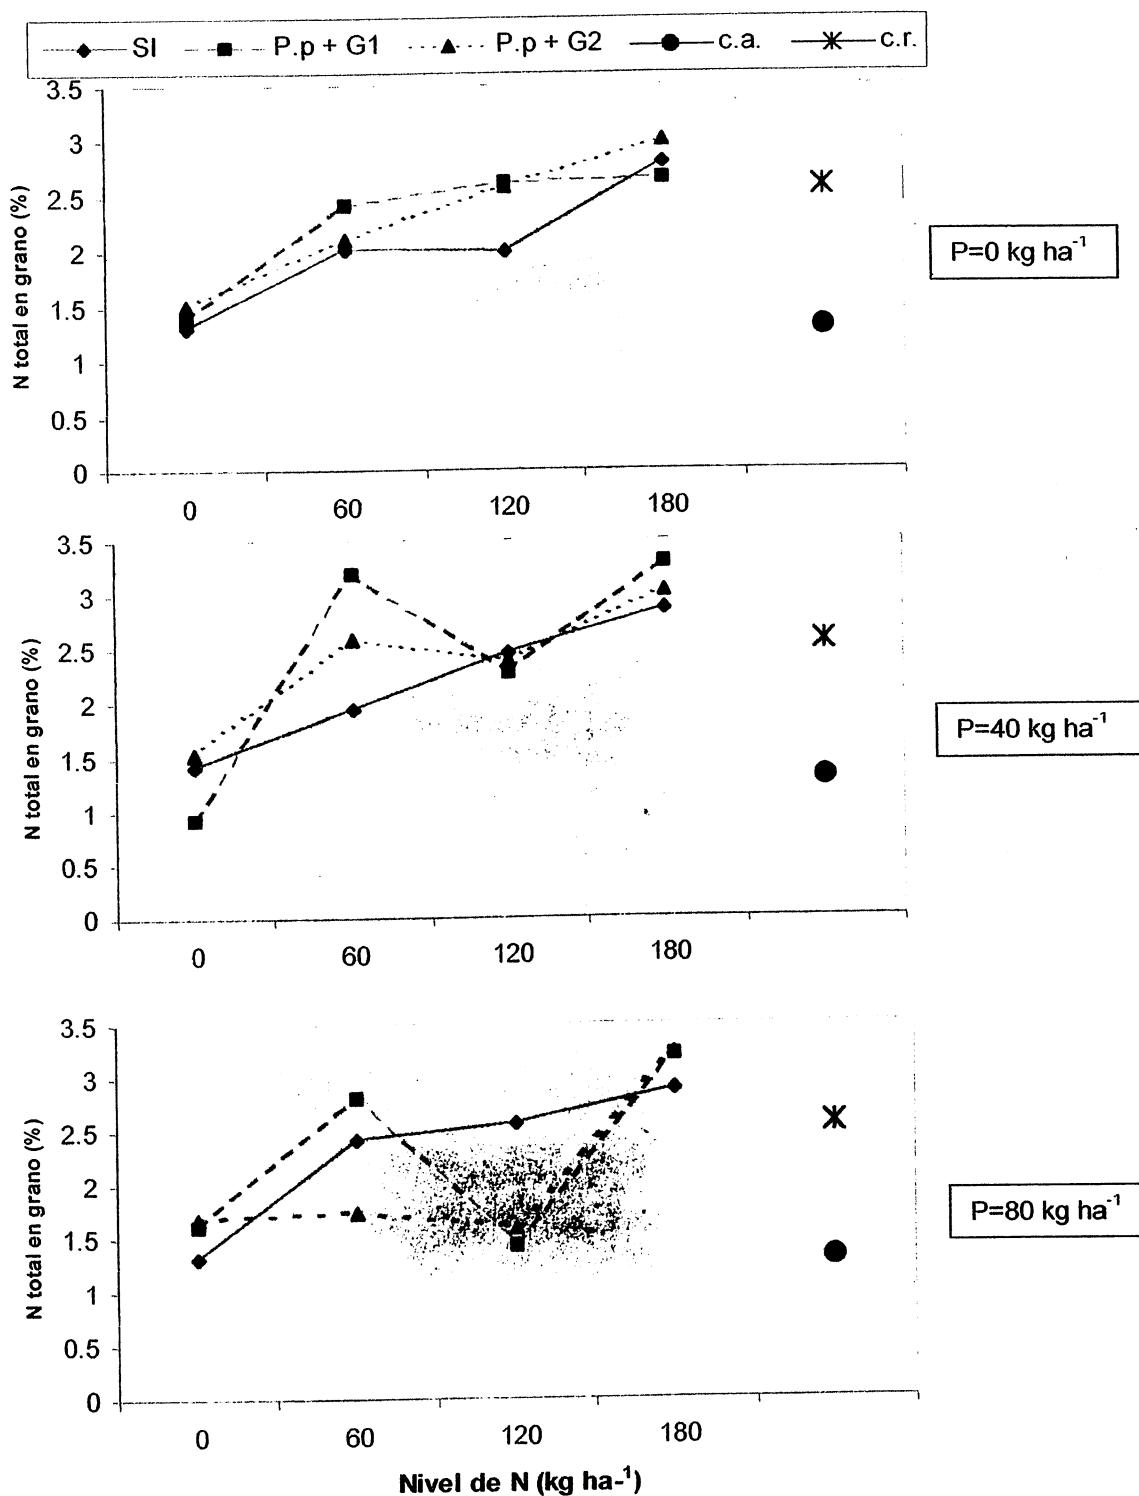 SI P.p + G1 P.p + G2 c.a. c.r.
N total en grano (%)
3.5
3
2.5
2
1.5
1
0.5
0
0 60 120 180
P=0 kg ha-1
N total en grano (%)
3.5
3
2.5
2
1.5
1
0.5
0
0 60 120 180
P=40 kg ha-1
N total en grano (%)
3.5
3
2.5
2
1.5
1
0.5
0
0 60 120 180
P=80 kg ha-1
Nivel de N (kg ha-1)